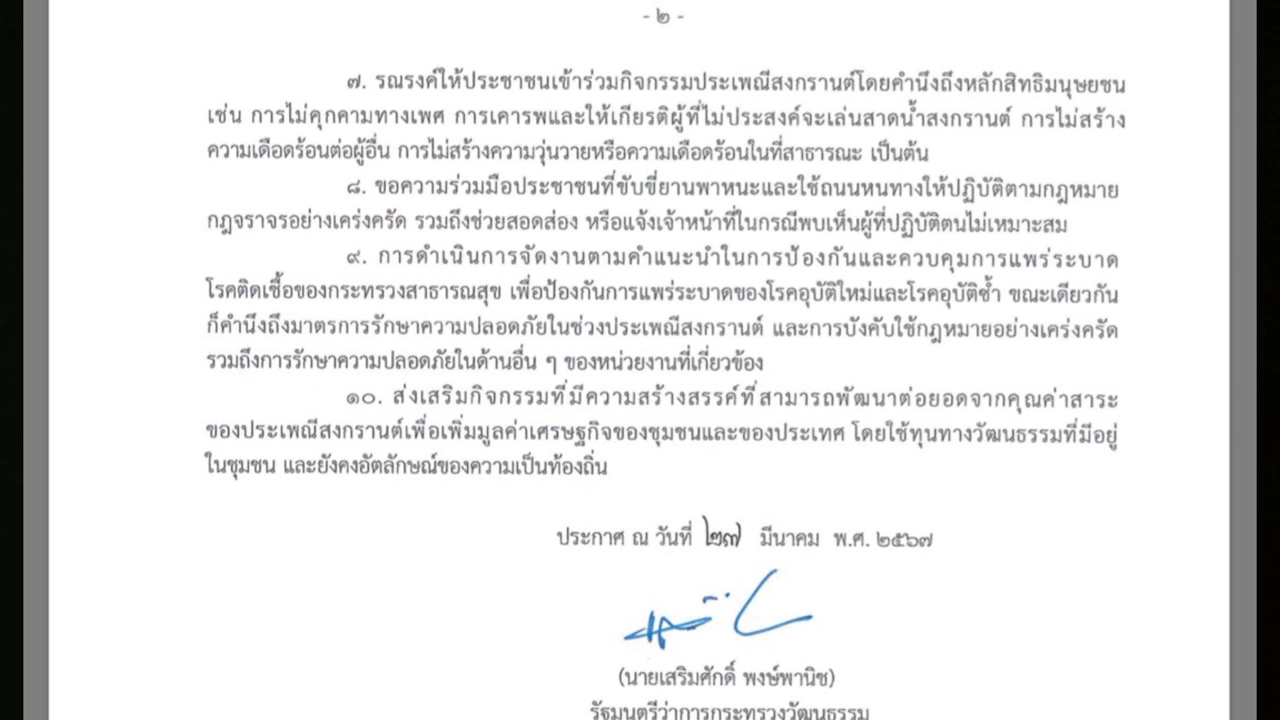 - ๒ -
๗. รณรงค์ให้ประชาชนเข้าร่วมกิจกรรมประเพณีสงกรานต์โดยคำนึงถึงหลักสิทธิมนุษยชน
เช่น การไม่คุกคามทางเพศ การเคารพและให้เกียรติผู้ที่ไม่ประสงค์จะเล่นสาดน้ำสงกรานต์ การไม่สร้าง
ความเดือดร้อนต่อผู้อื่น การไม่สร้างความวุ่นวายหรือความเดือดร้อนในที่สาธารณะ เป็นต้น
๘. ขอความร่วมมือประชาชนที่ขับขี่ยานพาหนะและใช้ถนนหนทางให้ปฏิบัติตามกฎหมาย
กฎจราจรอย่างเคร่งครัด รวมถึงช่วยสอดส่อง หรือแจ้งเจ้าหน้าที่ในกรณีพบเห็นผู้ที่ปฏิบัติตนไม่เหมาะสม
๙. การดำเนินการจัดงานตามคำแนะนำในการป้องกันและควบคุมการแพร่ระบาด
โรคติดเชื้อของกระทรวงสาธารณสุข เพื่อป้องกันการแพร่ระบาดของโรคอุบัติใหม่และโรคอุบัติซ้ำ ขณะเดียวกัน
ก็คำนึงถึงมาตรการรักษาความปลอดภัยในช่วงประเพณีสงกรานต์ และการบังคับใช้กฎหมายอย่างเคร่งครัด
รวมถึงการรักษาความปลอดภัยในด้านอื่น ๆ ของหน่วยงานที่เกี่ยวข้อง
๑๐. ส่งเสริมกิจกรรมที่มีความสร้างสรรค์ที่สามารถพัฒนาต่อยอดจากคุณค่าสาระ
ของประเพณีสงกรานต์เพื่อเพิ่มมูลค่าเศรษฐกิจของชุมชนและของประเทศ โดยใช้ทุนทางวัฒนธรรมที่มีอยู่
ในชุมชน และยังคงอัตลักษณ์ของความเป็นท้องถิ่น
ประกาศ ณ วันที่ ๒๗ มีนาคม พ.ศ. ๒๕๖๗
(นายเสริมศักดิ์ พงษ์พานิช)
รัฐมนตรีว่าการกระทรวงวัฒนธรรม